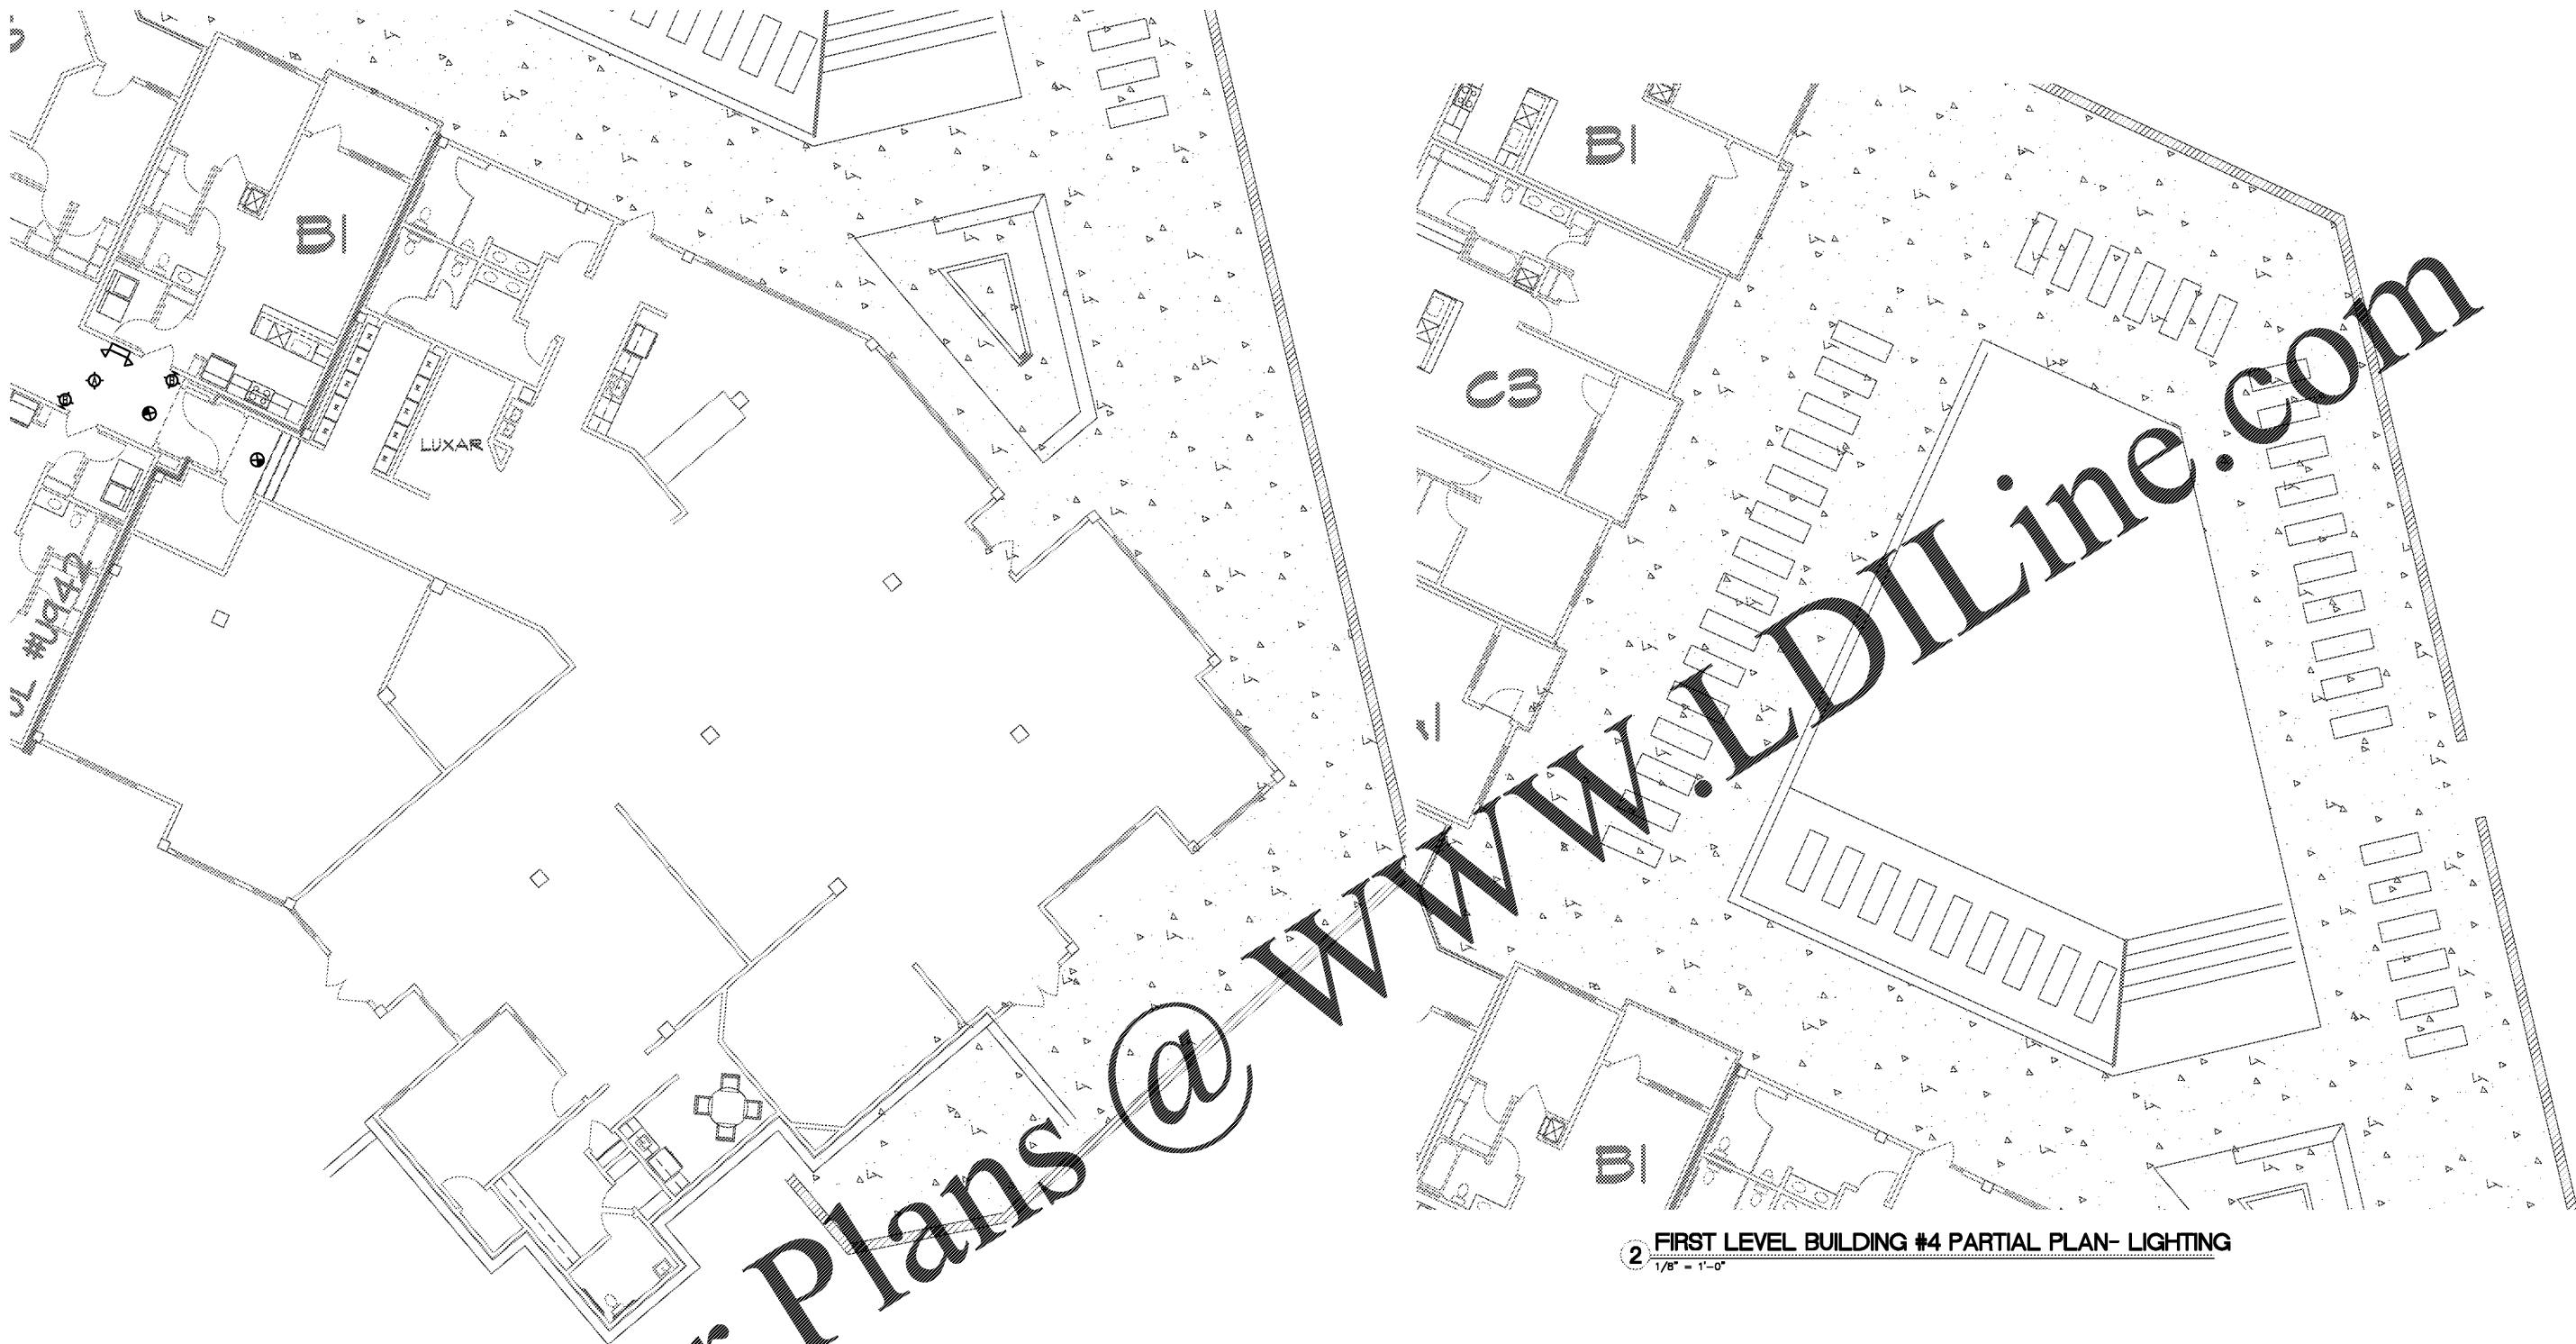 B1
LUXAR
#U942
B1
C3
B1
Plans @ www.LDILine.com
2 FIRST LEVEL BUILDING #4 PARTIAL PLAN- LIGHTING
1/8" = 1'-0"